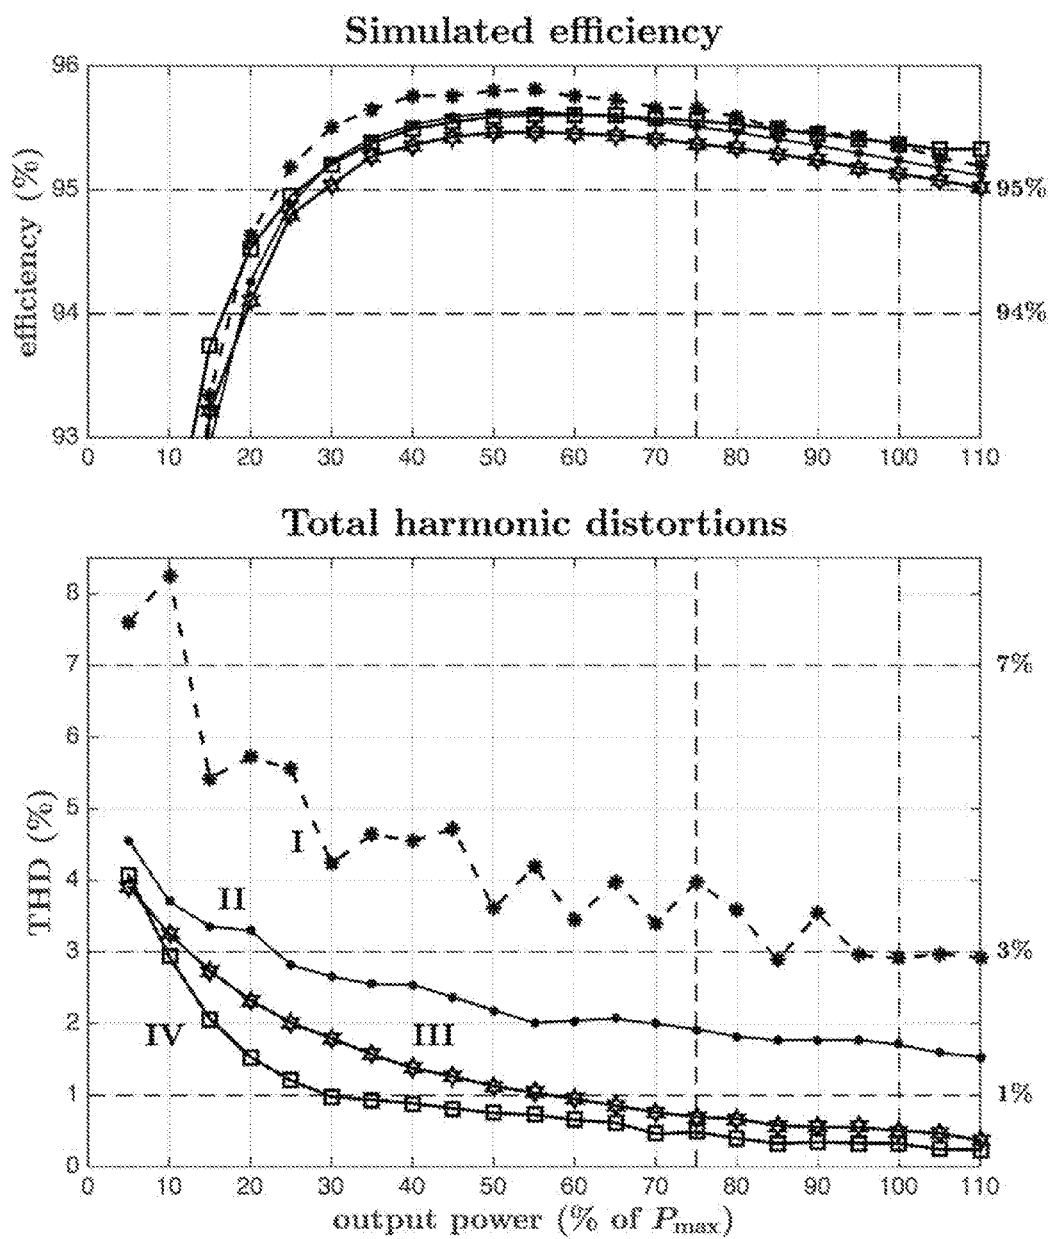 Simulated efficiency
efficiency (%)
96
95
94
93
95%
94%
0 10 20 30 40 50 60 70 80 90 100 110
Total harmonic distortions
THD (%)
8
7
6
5
4
3
2
1
0
7%
3%
1%
I
II
III
IV
0 10 20 30 40 50 60 70 80 90 100 110
output power (% of Pmax)